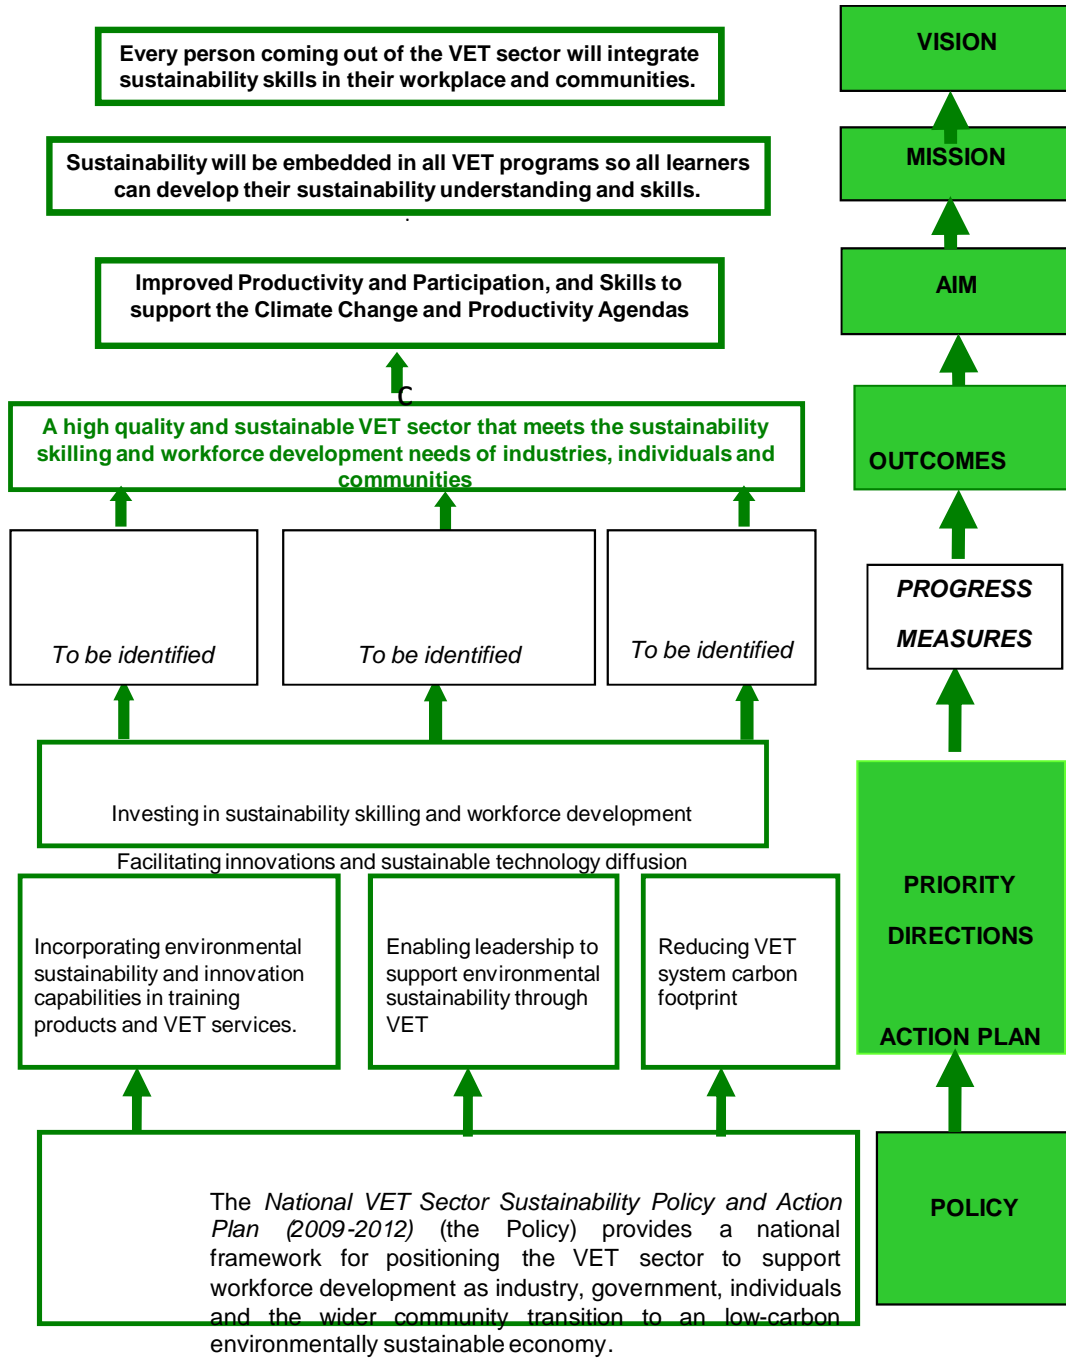 VISION
Every person coming out of the VET sector will integrate
sustainability skills in their workplace and communities.
MISSION
Sustainability will be embedded in all VET programs so all learners
can develop their sustainability understanding and skills.
.
AIM
Improved Productivity and Participation, and Skills to
support the Climate Change and Productivity Agendas
C
A high quality and sustainable VET sector that meets the sustainability
skilling and workforce development needs of industries, individuals and
communities
OUTCOMES
PROGRESS
MEASURES
To be identified
To be identified
To be identified
Investing in sustainability skilling and workforce development
Facilitating innovations and sustainable technology diffusion
PRIORITY
DIRECTIONS
ACTION PLAN
Incorporating environmental
sustainability and innovation
capabilities in training
products and VET services.
Enabling leadership to
support environmental
sustainability through
VET
Reducing VET
system carbon
footprint
POLICY
The National VET Sector Sustainability Policy and Action
Plan (2009-2012) (the Policy) provides a national
framework for positioning the VET sector to support
workforce development as industry, government, individuals
and the wider community transition to an low-carbon
environmentally sustainable economy.